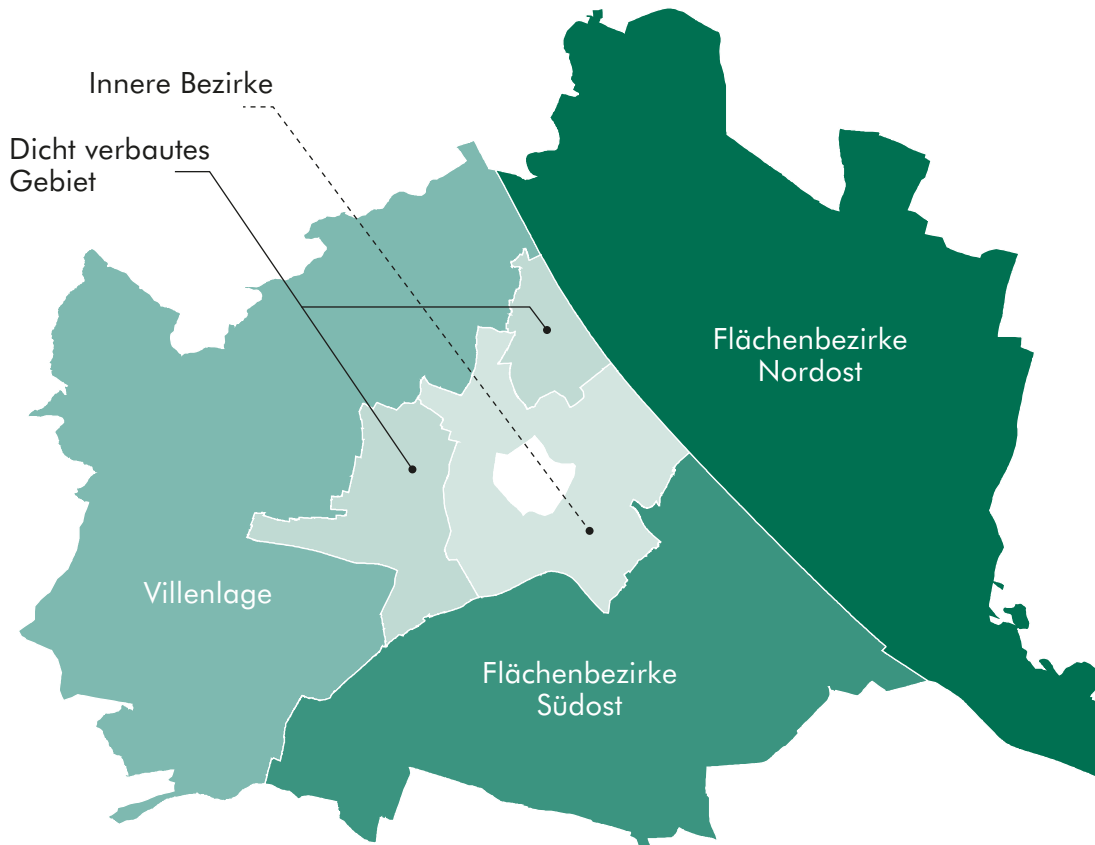 Innere Bezirke
Dicht verbautes
Gebiet
Flächenbezirke
Nordost
Villenlage
Flächenbezirke
Südost